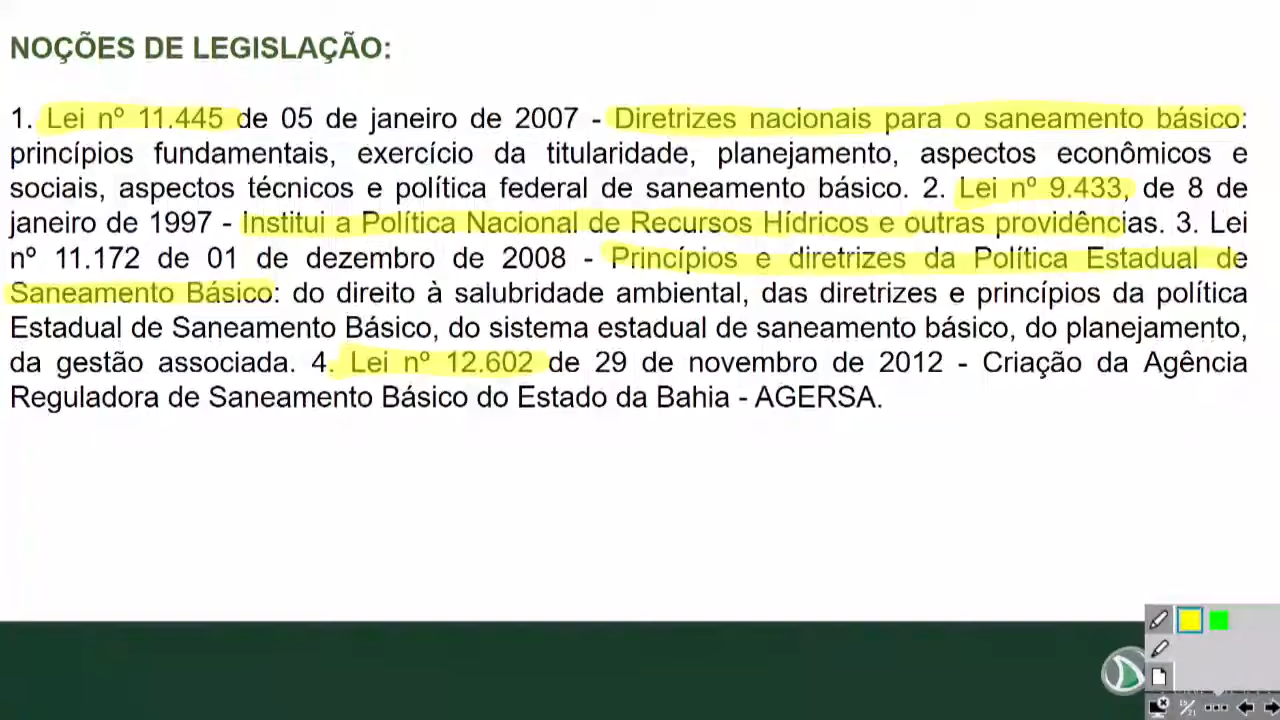 NOÇÕES DE LEGISLAÇÃO:
1. Lei nº 11.445 de 05 de janeiro de 2007 - Diretrizes nacionais para o saneamento básico:
princípios fundamentais, exercício da titularidade, planejamento, aspectos econômicos e
sociais, aspectos técnicos e política federal de saneamento básico. 2. Lei nº 9.433, de 8 de
janeiro de 1997 - Institui a Política Nacional de Recursos Hídricos e outras providências. 3. Lei
nº 11.172 de 01 de dezembro de 2008 - Princípios e diretrizes da Política Estadual de
Saneamento Básico: do direito à salubridade ambiental, das diretrizes e princípios da política
Estadual de Saneamento Básico, do sistema estadual de saneamento básico, do planejamento,
da gestão associada. 4. Lei nº 12.602 de 29 de novembro de 2012 - Criação da Agência
Reguladora de Saneamento Básico do Estado da Bahia - AGERSA.